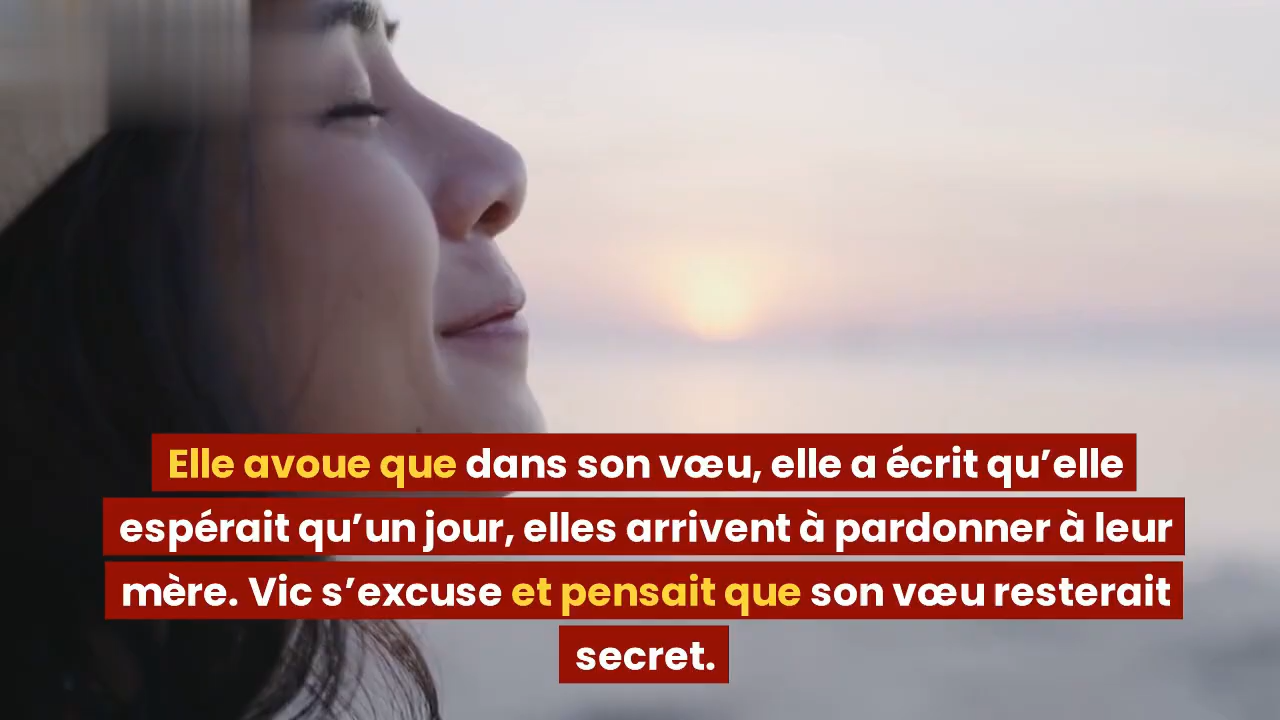 Elle avoue que dans son vœu, elle a écrit qu’elle
espérait qu’un jour, elles arrivent à pardonner à leur
mère. Vic s’excuse et pensait que son vœu resterait
secret.